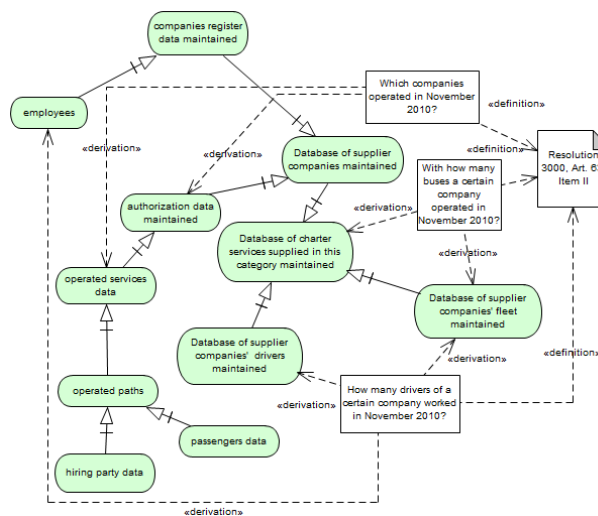 companies register
data maintained
employees
Which companies
operated in November
2010?
«definition»
«derivation»
«derivation»
Database of supplier
companies maintained
«definition»
With how many
buses a certain
company
operated in
November 2010?
Resolution
3000, Art. 6
Item II
authorization data
maintained
«derivation»
Database of charter
services supplied in this
category maintained
operated services
data
Database of supplier
companies' fleet
maintained
Database of supplier
companies' drivers
maintained
«derivation»
«definition»
operated paths
«derivation»
How many drivers of a
certain company worked
in November 2010?
passengers data
hiring party data
«derivation»